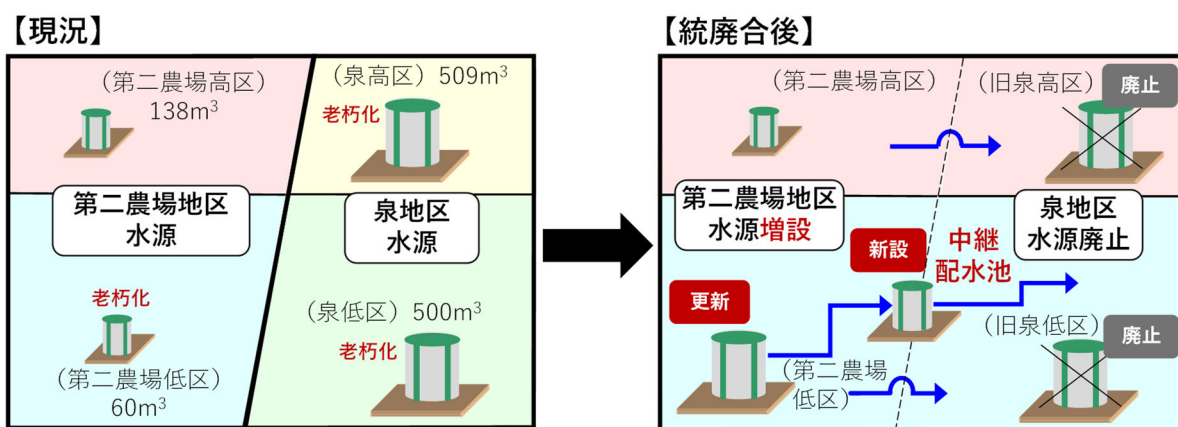 【現況】
(第二農場高区)
138m³
(泉高区) 509m³
老朽化
第二農場地区
水源
泉地区
水源
老朽化
(第二農場低区)
60m³
(泉低区) 500m³
老朽化
【統廃合後】
(第二農場高区)
(旧泉高区)
廃止
第二農場地区
水源増設
泉地区
水源廃止
新設
中継
配水池
更新
(第二農場
低区)
(旧泉低区)
廃止